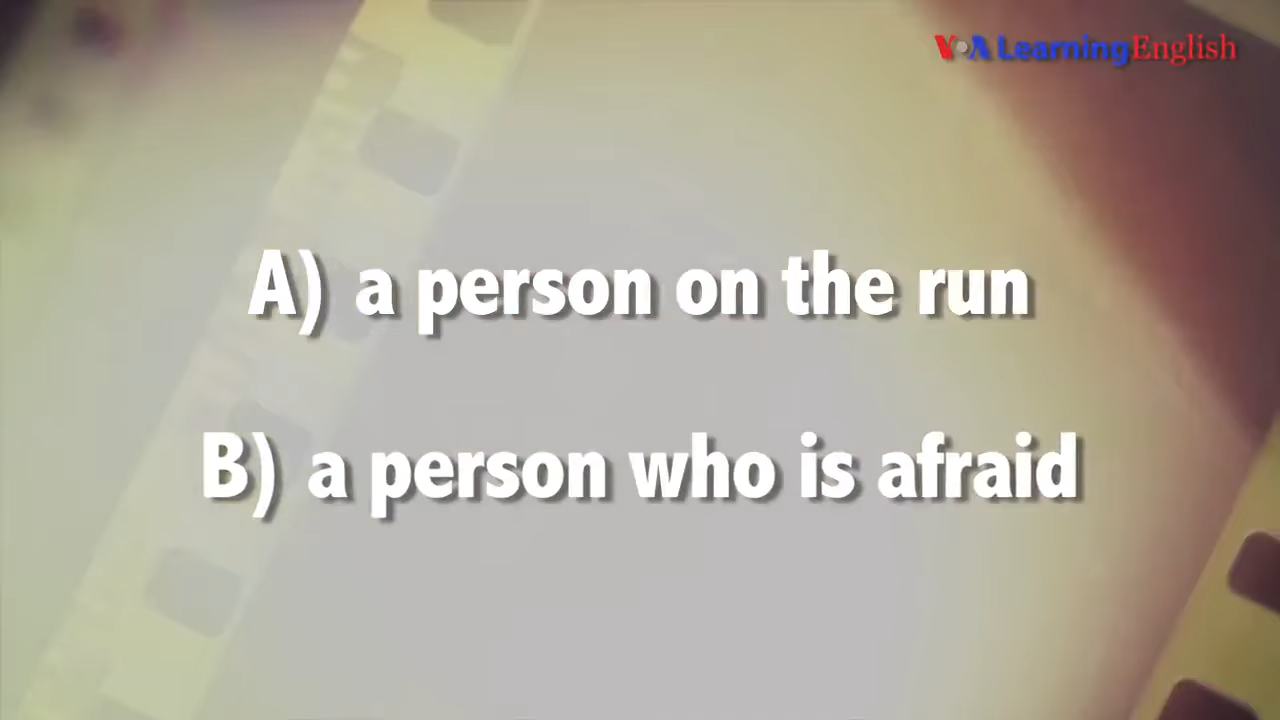 VOA Learning English
A) a person on the run
B) a person who is afraid